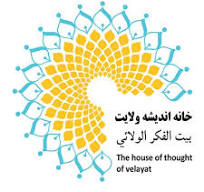 خانه اندیشه ولایت
بيت الفكر الولائي
The house of thought
of velayat